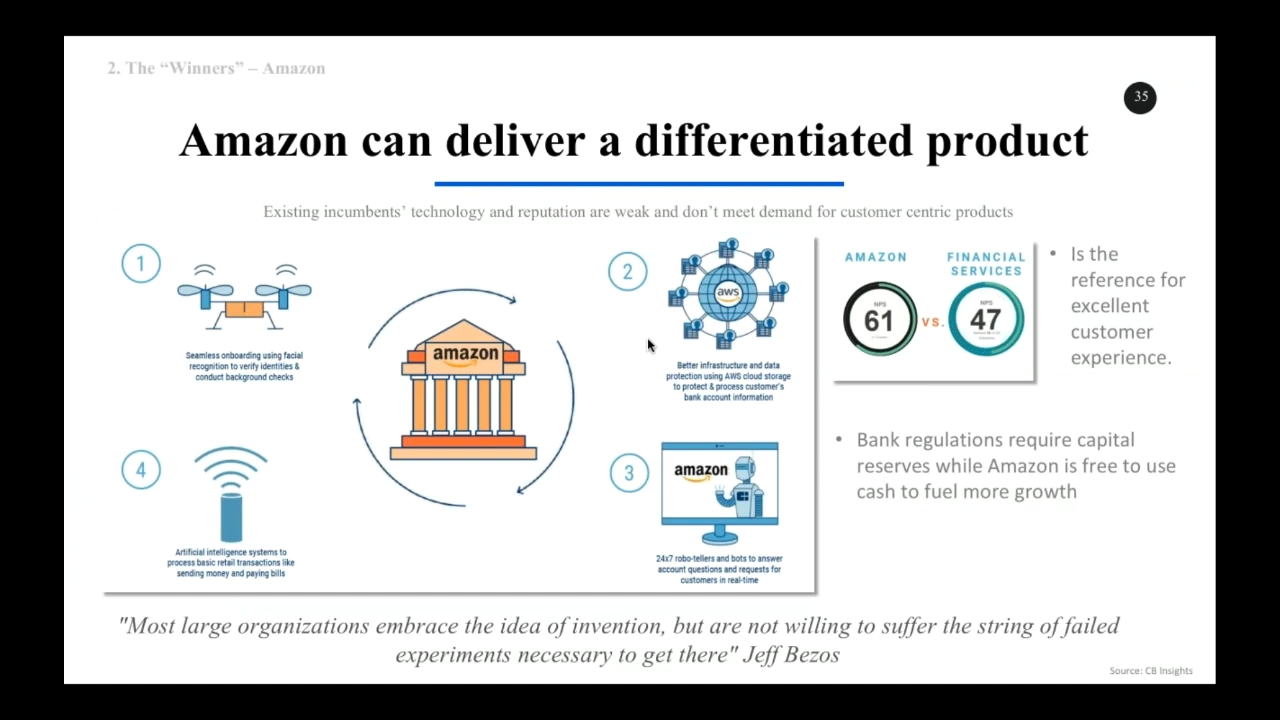 2. The “Winners” – Amazon
35
Amazon can deliver a differentiated product
Existing incumbents’ technology and reputation are weak and don’t meet demand for customer centric products
1
Seamless onboarding using facial
recognition to verify identities &
conduct background checks
amazon
2
aws
Better infrastructure and data
protection using AWS cloud storage
to protect & process customer's
bank account information
4
Artificial intelligence systems to
process basic retail transactions like
sending money and paying bills
3
amazon
24x7 robo-tellers and bots to answer
account questions and requests for
customers in real-time
AMAZON
NPS
61
VS.
FINANCIAL
SERVICES
NPS
47
• Is the
reference for
excellent
customer
experience.
• Bank regulations require capital
reserves while Amazon is free to use
cash to fuel more growth
"Most large organizations embrace the idea of invention, but are not willing to suffer the string of failed
experiments necessary to get there" Jeff Bezos
Source: CB Insights